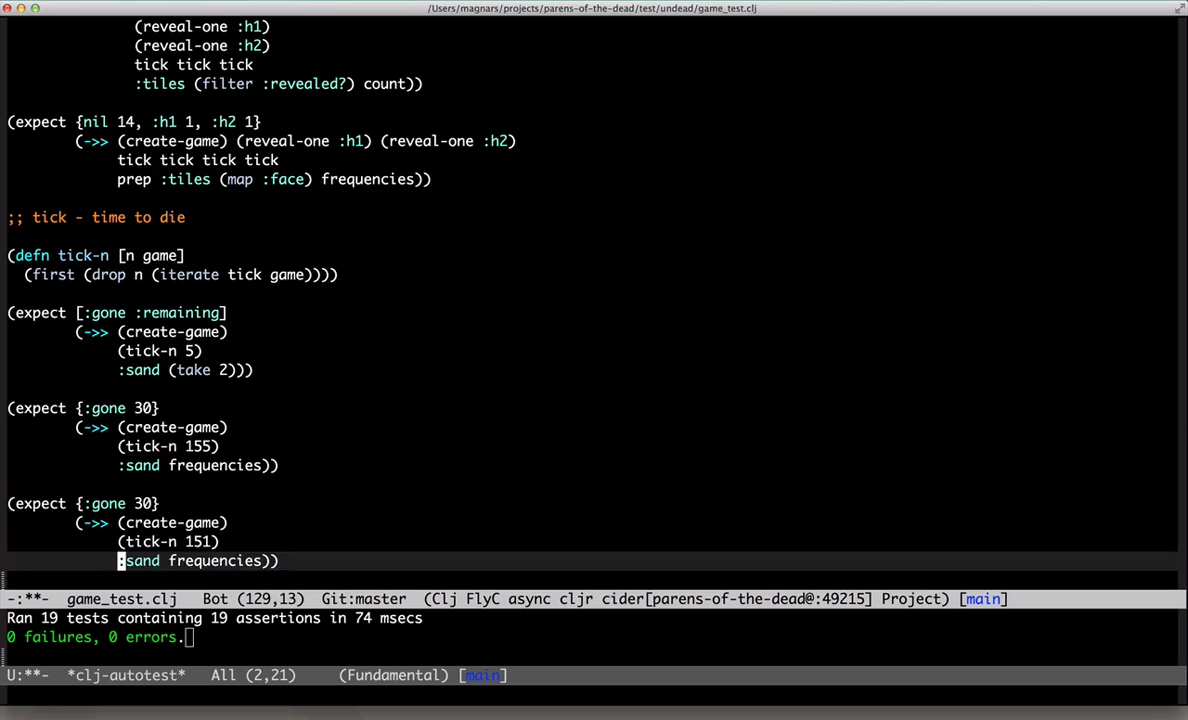 /Users/magnars/projects/parens-of-the-dead/test/undead/game_test.clj
(reveal-one :h1)
(reveal-one :h2)
tick tick tick
:tiles (filter :revealed?) count))
(expect {nil 14, :h1 1, :h2 1}
(->> (create-game) (reveal-one :h1) (reveal-one :h2)
tick tick tick tick
prep :tiles (map :face) frequencies))
;; tick - time to die
(defn tick-n [n game]
(first (drop n (iterate tick game))))
(expect [:gone :remaining]
(->> (create-game)
(tick-n 5)
:sand (take 2)))
(expect {:gone 30}
(->> (create-game)
(tick-n 155)
:sand frequencies))
(expect {:gone 30}
(->> (create-game)
(tick-n 151)
:sand frequencies))
-:**-  game_test.clj   Bot (129,13)  Git:master  (Clj FlyC async cljr cider[parens-of-the-dead@:49215] Project) [main]
Ran 19 tests containing 19 assertions in 74 msecs
0 failures, 0 errors.
U:**-  *clj-autotest*   All (2,21)     (Fundamental) [main]